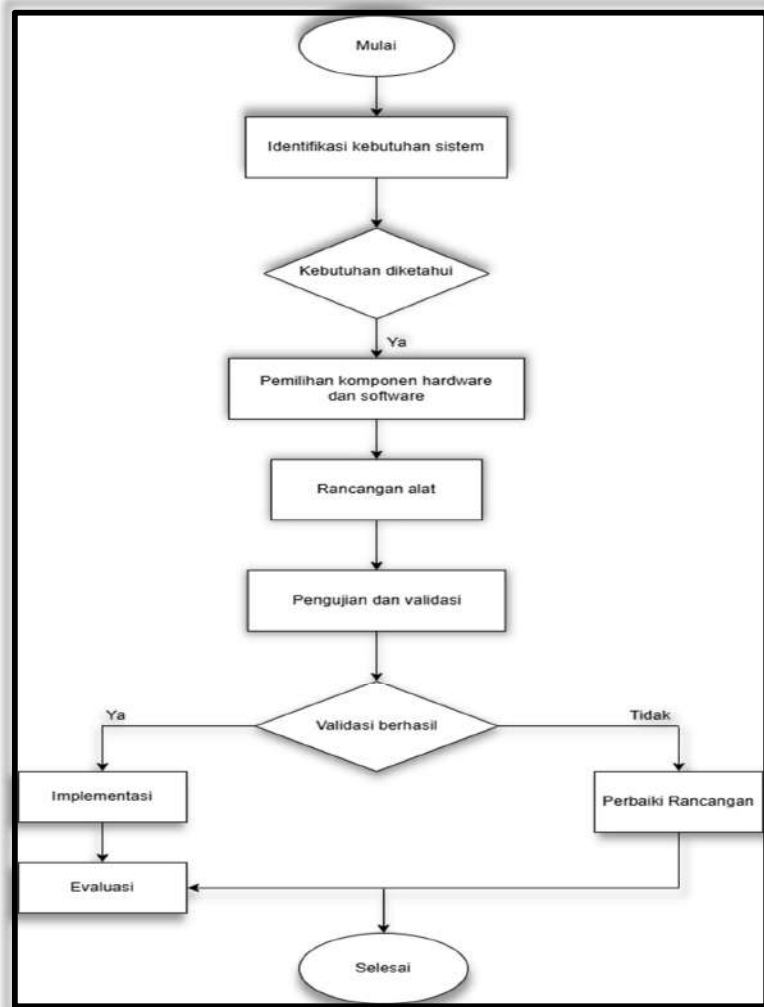 Mulai
Identifikasi kebutuhan sistem
Kebutuhan diketahui
Ya
Pemilihan komponen hardware
dan software
Rancangan alat
Pengujian dan validasi
Validasi berhasil
Ya
Tidak
Implementasi
Perbaiki Rancangan
Evaluasi
Selesai